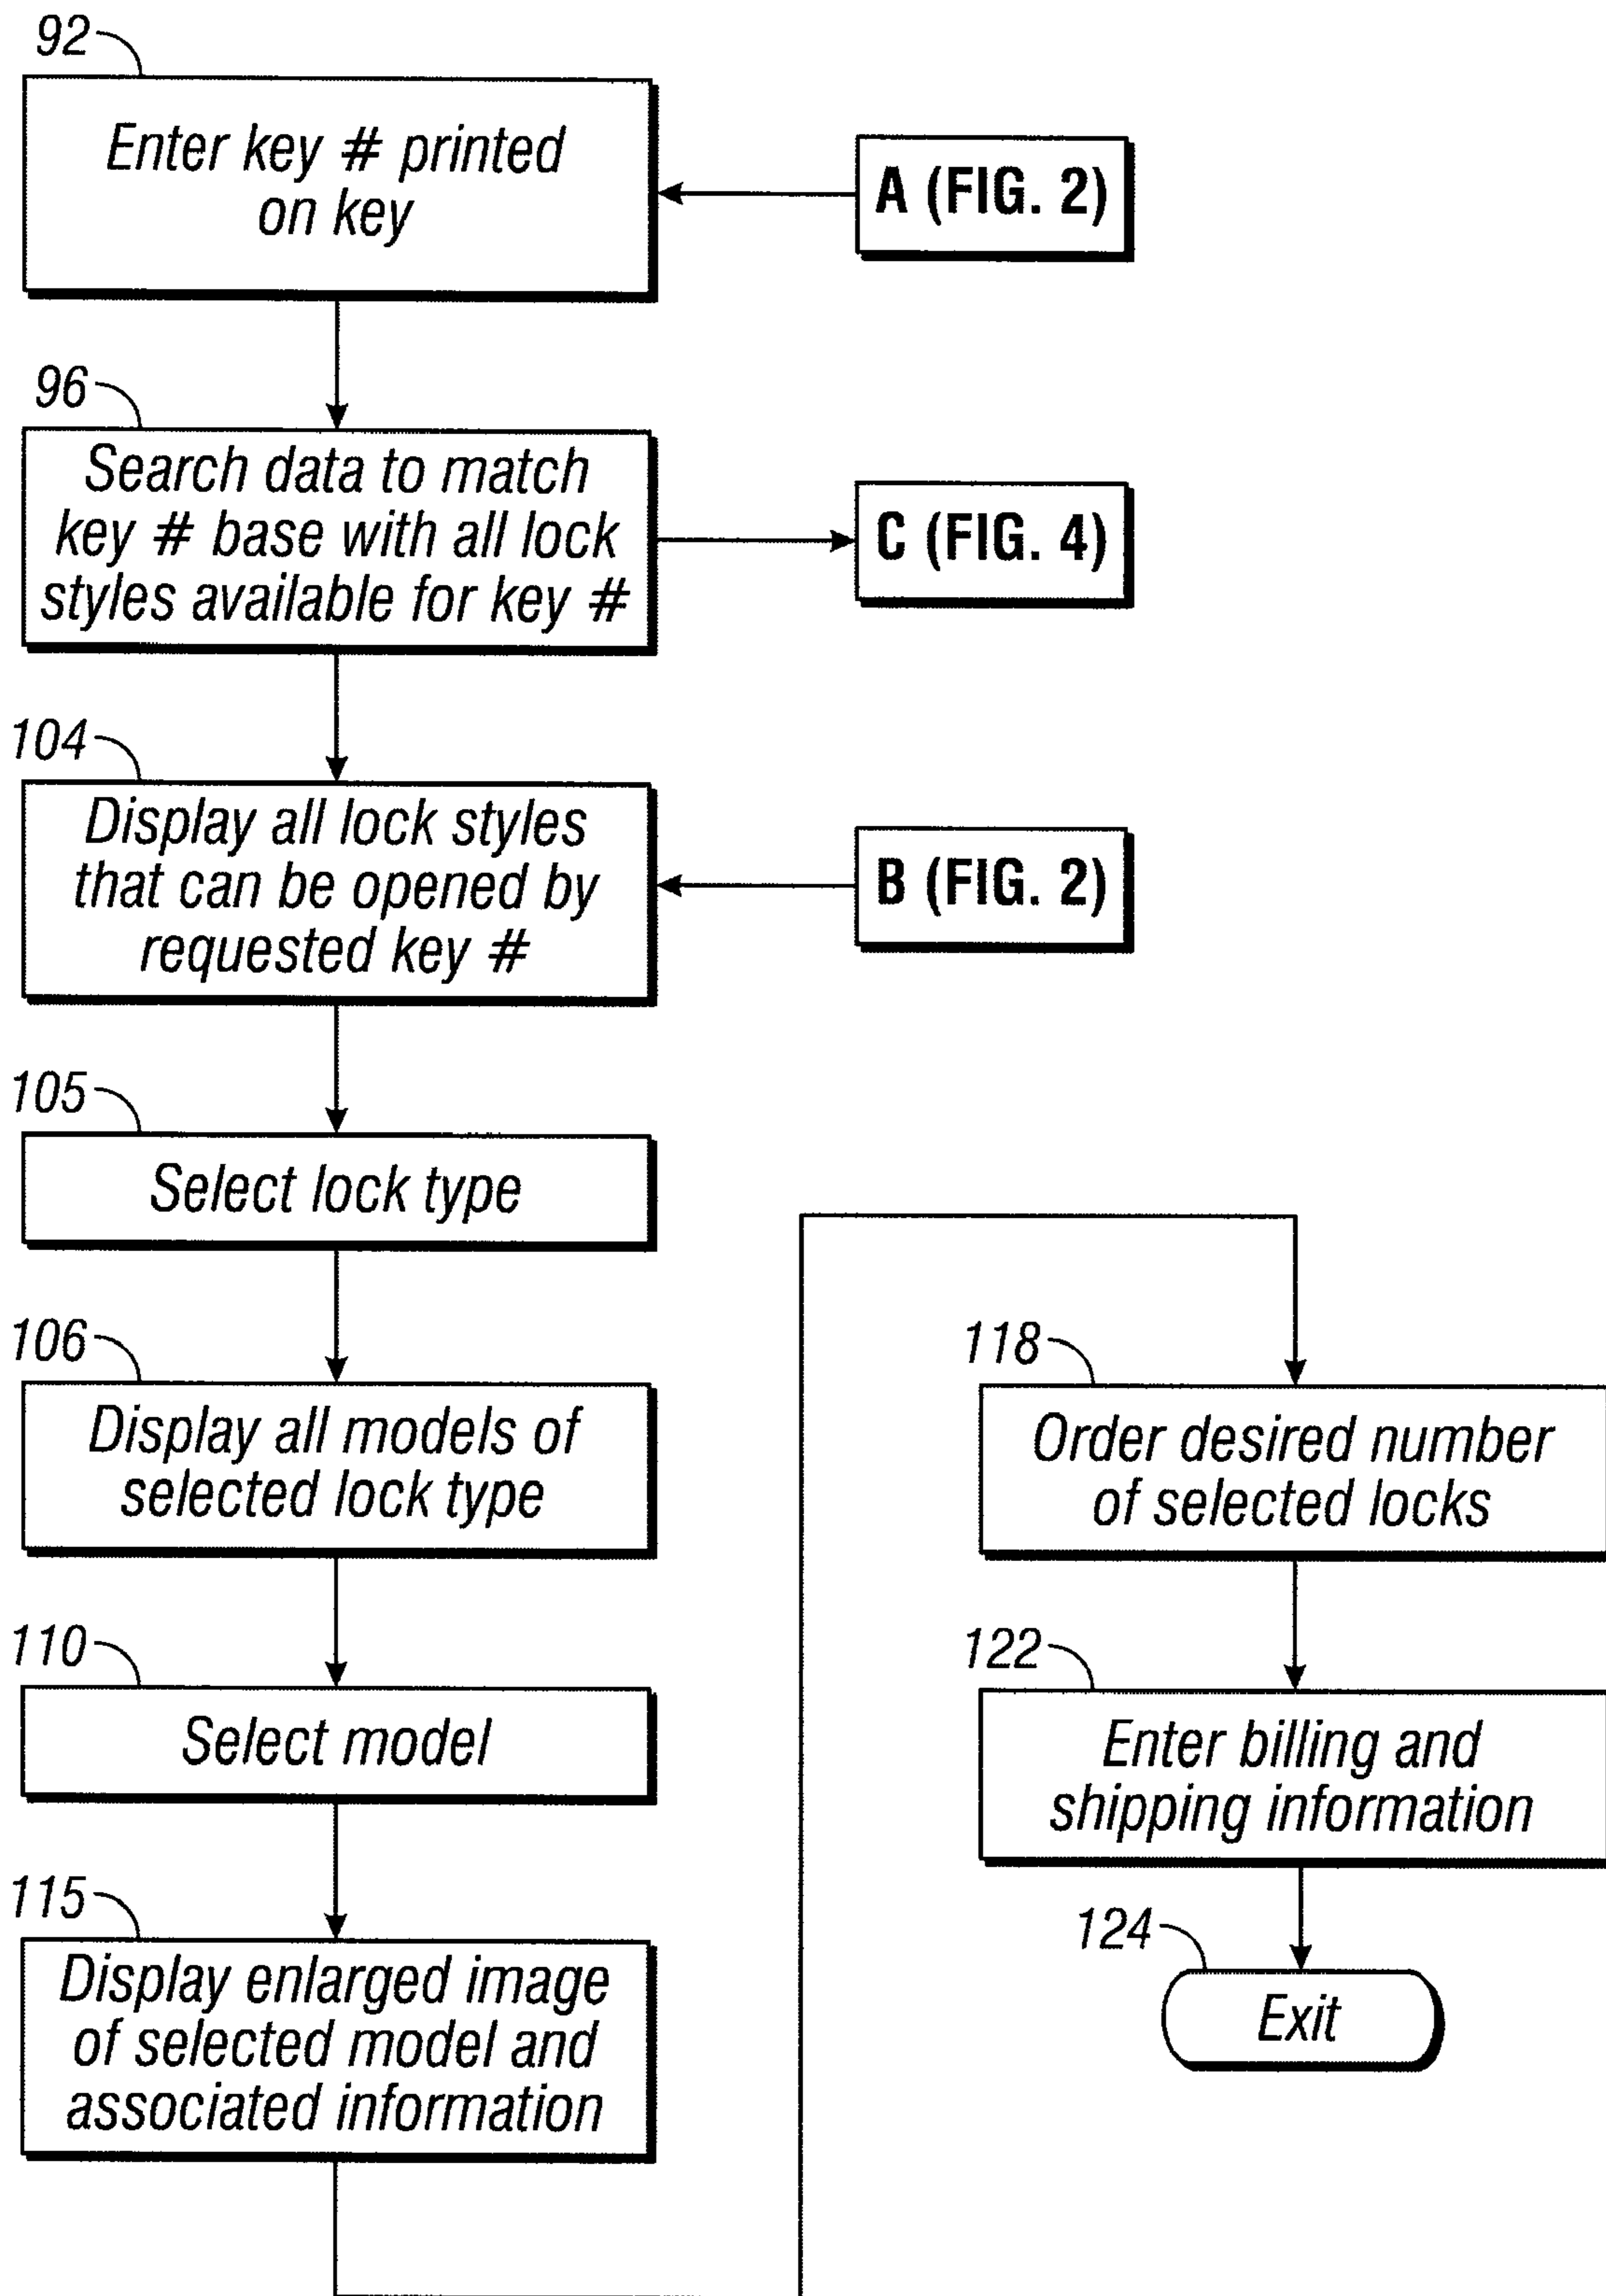 92
Enter key # printed
on key
A (FIG. 2)
96
Search data to match
key # base with all lock
styles available for key #
C (FIG. 4)
104
Display all lock styles
that can be opened by
requested key #
B (FIG. 2)
105
Select lock type
106
Display all models of
selected lock type
110
Select model
115
Display enlarged image
of selected model and
associated information
118
Order desired number
of selected locks
122
Enter billing and
shipping information
124
Exit